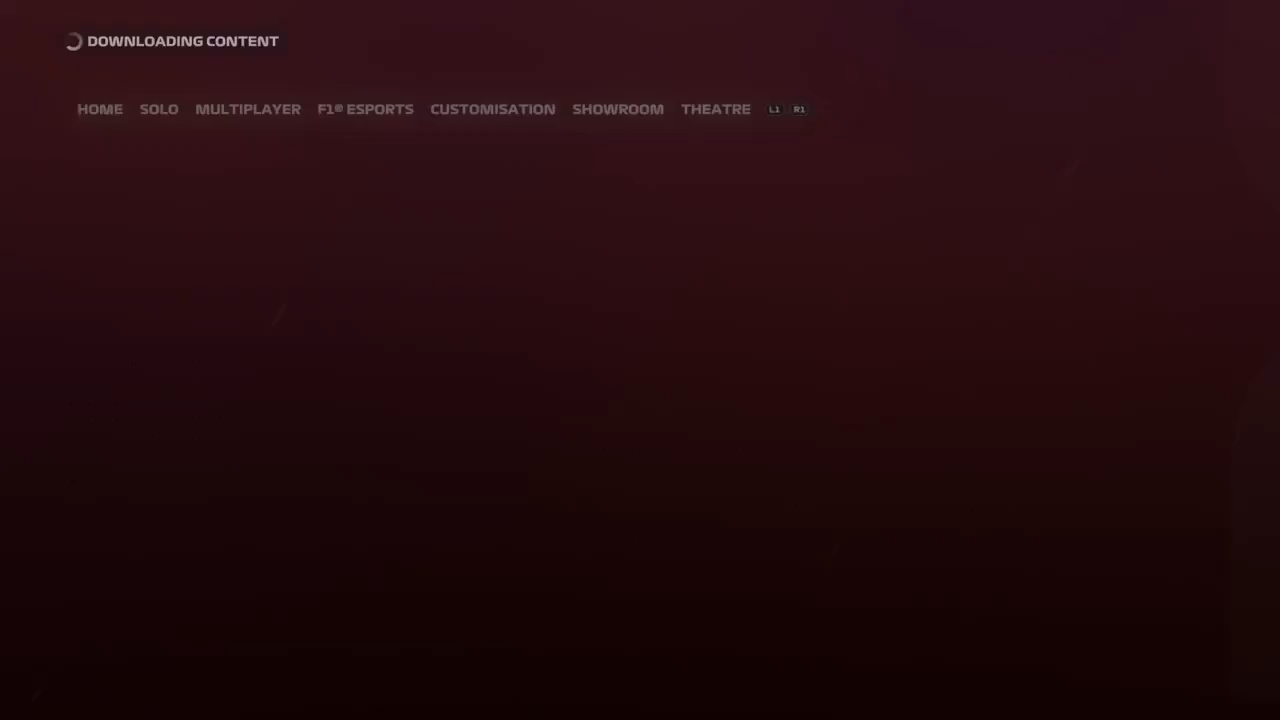 DOWNLOADING CONTENT
HOME SOLO MULTIPLAYER F1® ESPORTS CUSTOMISATION SHOWROOM THEATRE L1 R1